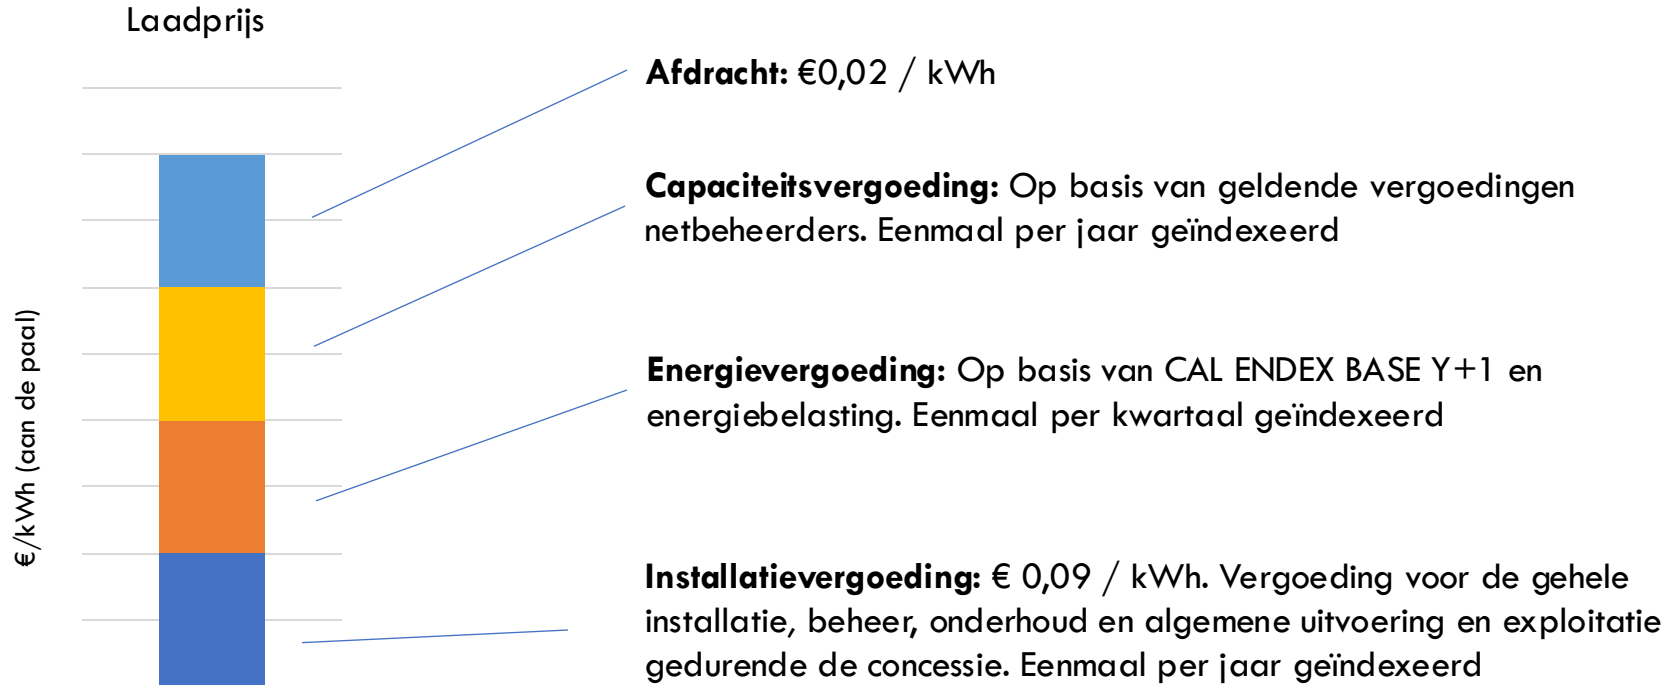 Laadprijs
€/kWh (aan de paal)
Afdracht: €0,02 / kWh
Capaciteitsvergoeding: Op basis van geldende vergoedingen
netbeheerders. Eenmaal per jaar geïndexeerd
Energievergoeding: Op basis van CAL ENDEX BASE Y+1 en
energiebelasting. Eenmaal per kwartaal geïndexeerd
Installatievergoeding: € 0,09 / kWh. Vergoeding voor de gehele
installatie, beheer, onderhoud en algemene uitvoering en exploitatie
gedurende de concessie. Eenmaal per jaar geïndexeerd